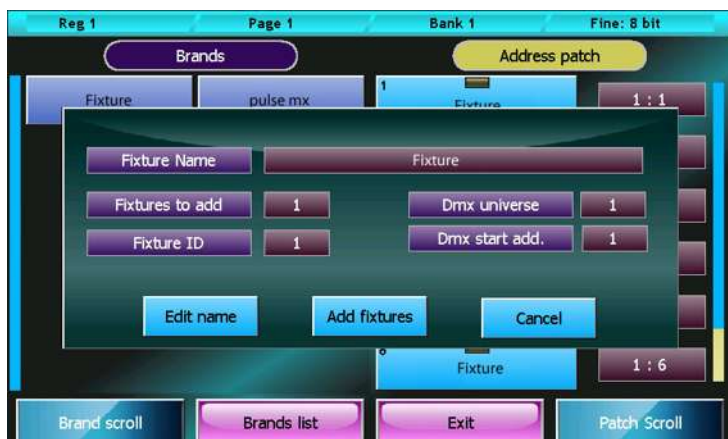 Reg 1 Page 1 Bank 1 Fine: 8 bit
Brands Address patch
Fixture pulse mx 1 Fixture 1 : 1
Fixture Name Fixture
Fixtures to add 1 Dmx universe 1
Fixture ID 1 Dmx start add. 1
Edit name Add fixtures Cancel
Fixture 1 : 6
Brand scroll Brands list Exit Patch Scroll